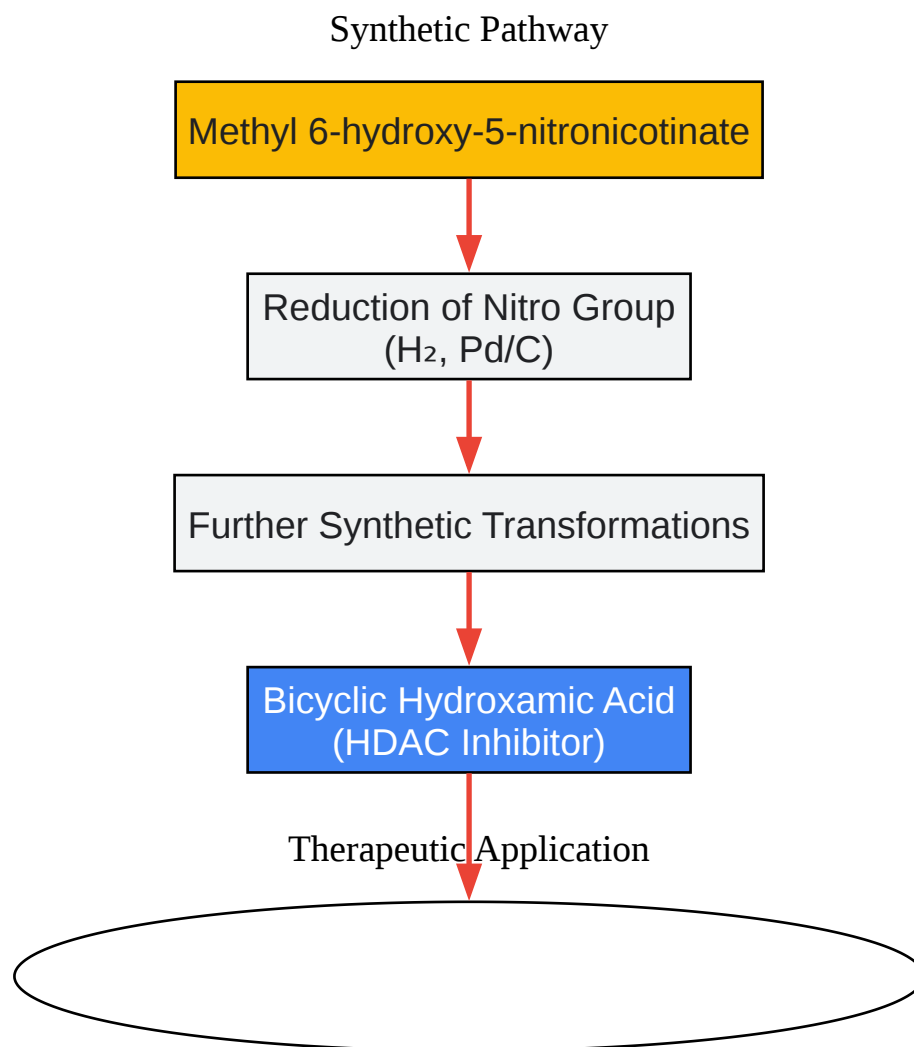 Synthetic Pathway
Methyl 6-hydroxy-5-nitronicotinate
Reduction of Nitro Group
(H₂, Pd/C)
Further Synthetic Transformations
Bicyclic Hydroxamic Acid
(HDAC Inhibitor)
Therapeutic Application